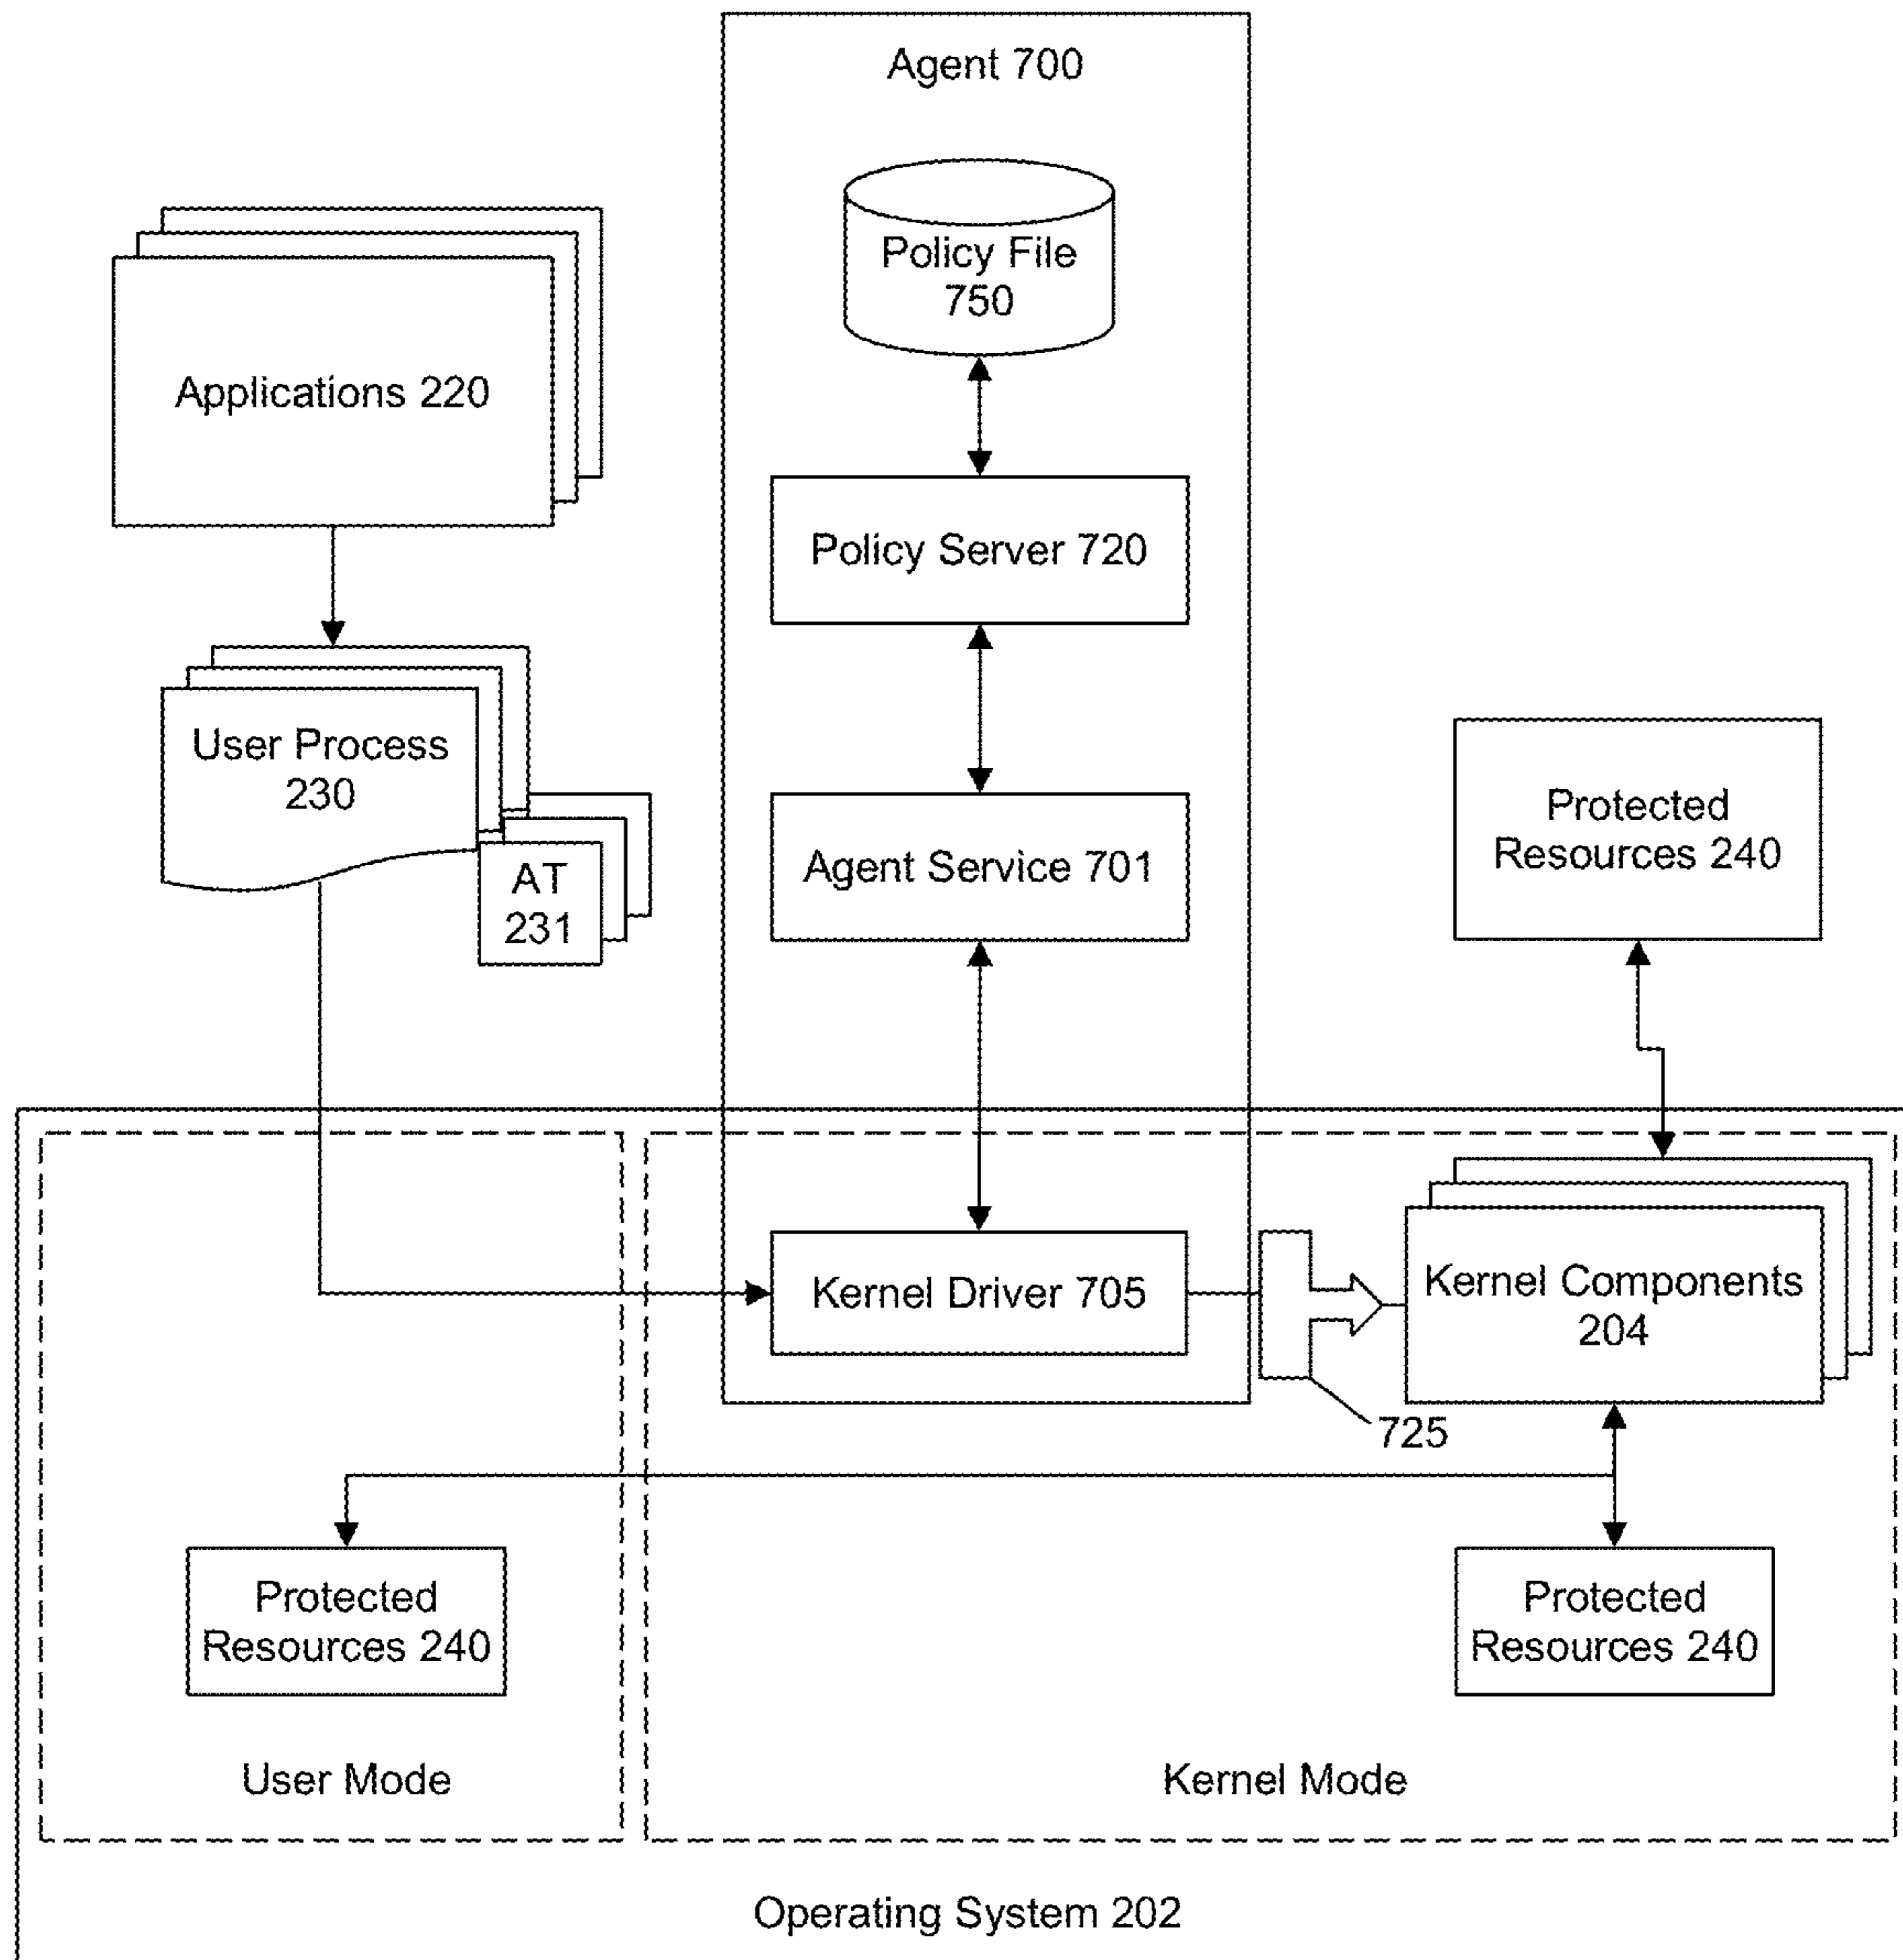 Agent 700
Policy File
750
Applications 220
Policy Server 720
User Process
230
AT
231
Agent Service 701
Protected
Resources 240
Kernel Driver 705
Kernel Components
204
725
Protected
Resources 240
Protected
Resources 240
User Mode
Kernel Mode
Operating System 202